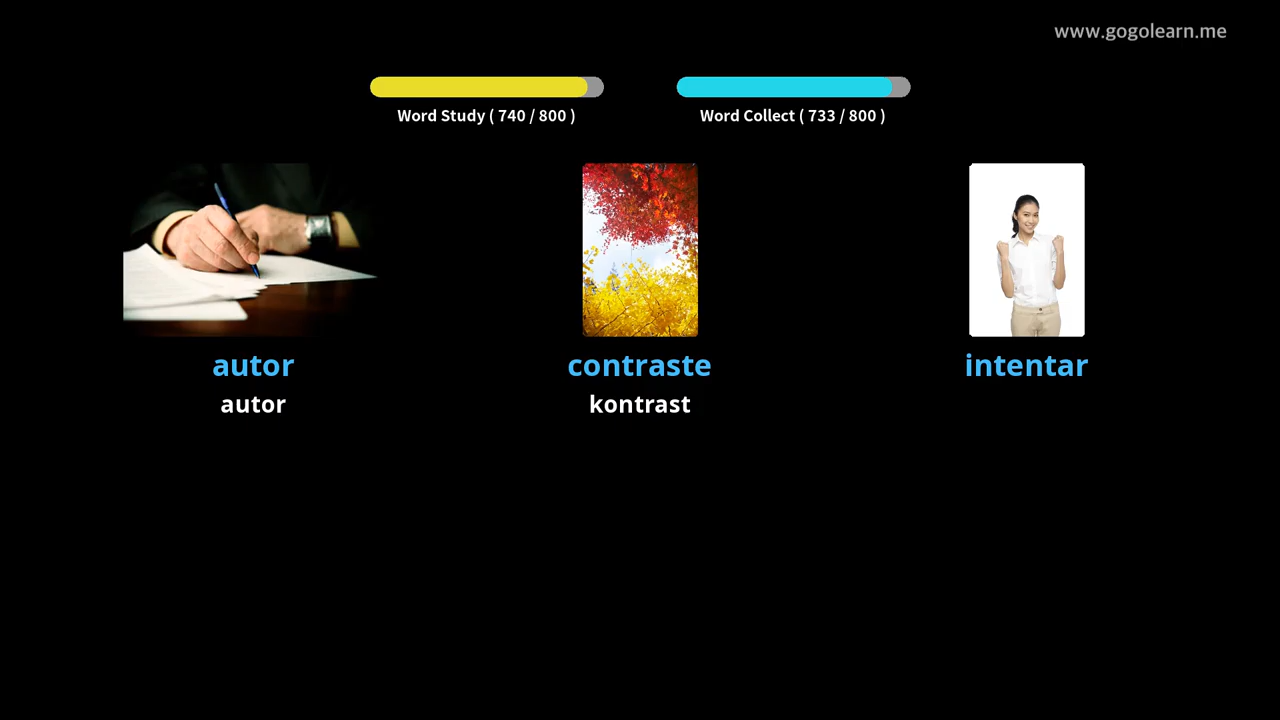 www.gogolearn.me
Word Study ( 740 / 800 )
Word Collect ( 733 / 800 )
autor
contraste
intentar
autor
kontrast